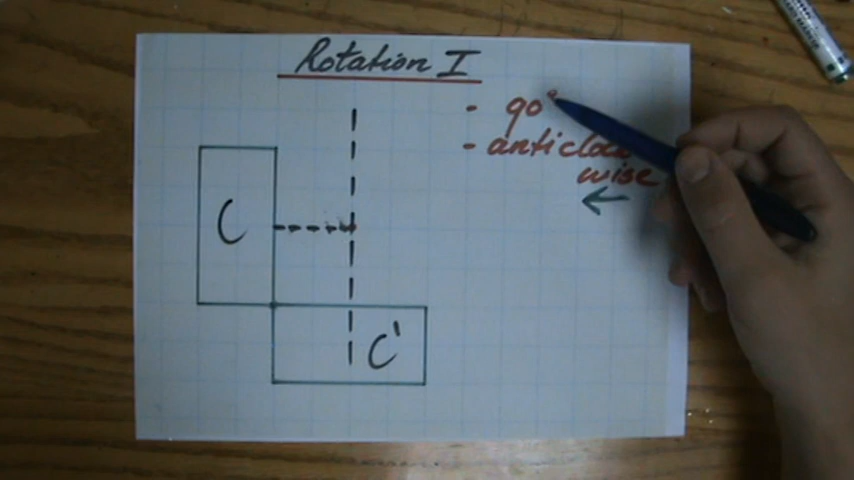 Rotation I
- 90°
- anticlock
wise
←
C
C'